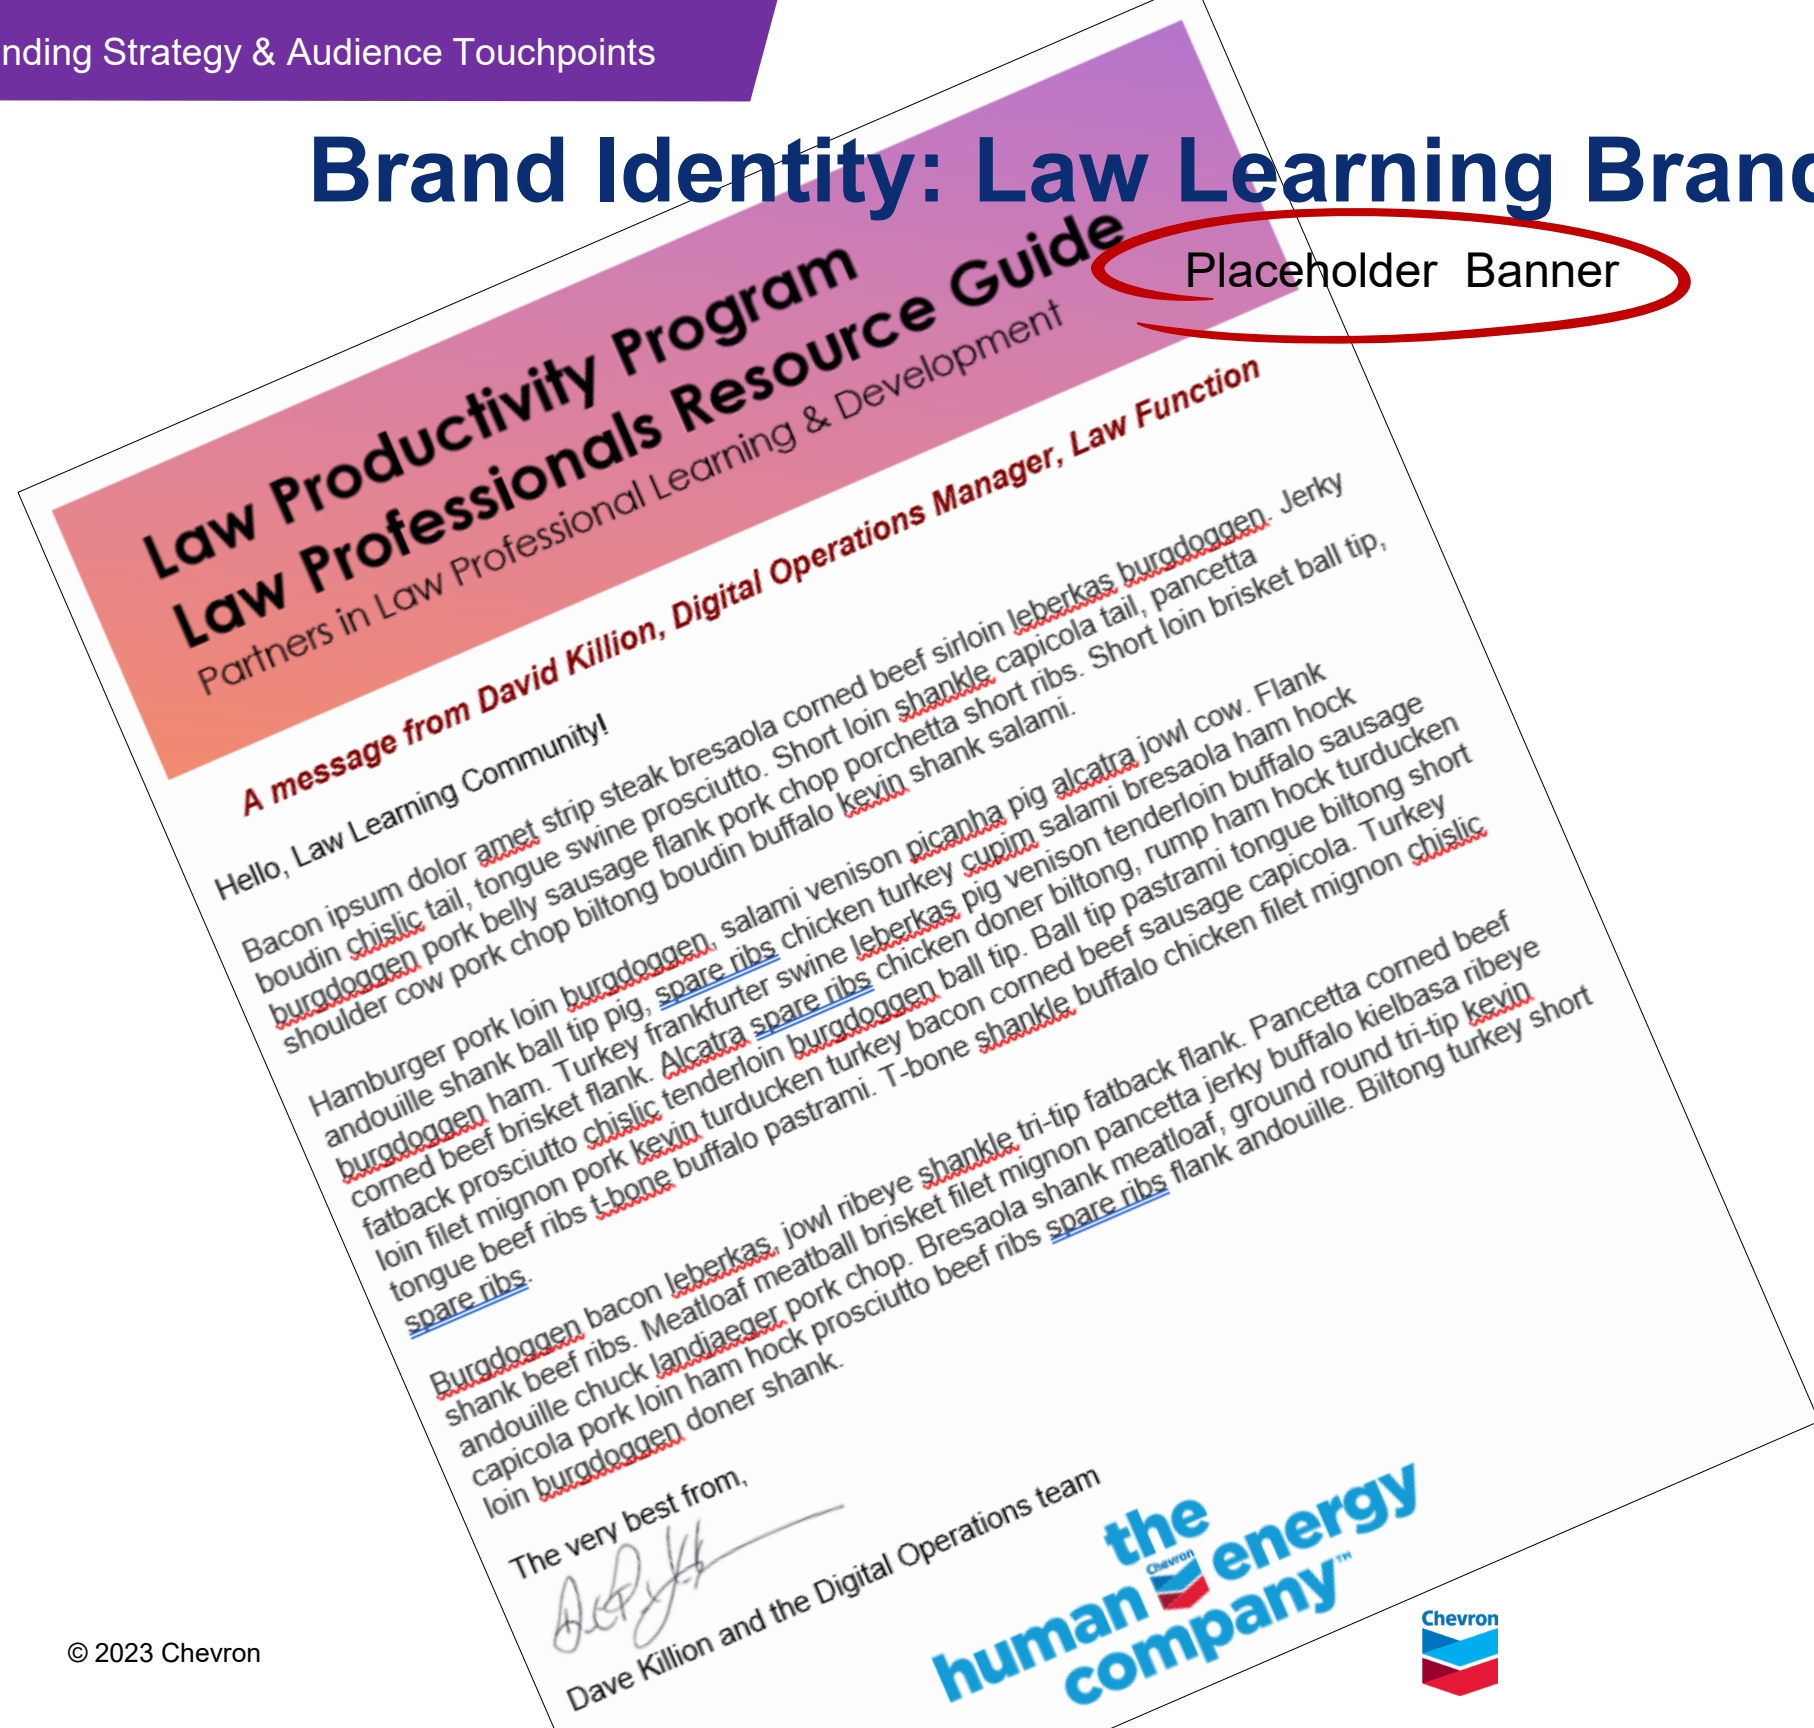 nding Strategy & Audience Touchpoints
Brand Identity: Law Learning Brand
Placeholder Banner
Law Productivity Program
Law Professionals Resource Guide
Partners in Law Professional Learning & Development
A message from David Killion, Digital Operations Manager, Law Function
Hello, Law Learning Community!
Bacon ipsum dolor amet strip steak bresaola corned beef sirloin leberkas burgdoggen. Jerky
boudin chislic tail, tongue swine prosciutto. Short loin shankle capicola tail, pancetta
burgdoggen pork belly sausage flank pork chop porchetta short ribs. Short loin brisket ball tip,
shoulder cow pork chop biltong boudin buffalo kevin shank salami.
Hamburger pork loin burgdoggen, salami venison picanha pig alcatra jowl cow. Flank
andouille shank ball tip pig, spare ribs chicken turkey cupim salami bresaola ham hock
burgdoggen ham. Turkey frankfurter swine leberkas pig venison tenderloin buffalo sausage
corned beef brisket flank. Alcatra spare ribs chicken doner biltong, rump ham hock turducken
fatback prosciutto chislic tenderloin burgdoggen ball tip. Ball tip pastrami tongue biltong short
loin filet mignon pork kevin turducken turkey bacon corned beef sausage capicola. Turkey
tongue beef ribs t-bone buffalo pastrami. T-bone shankle buffalo chicken filet mignon chislic
spare ribs.
Burgdoggen bacon leberkas, jowl ribeye shankle tri-tip fatback flank. Pancetta corned beef
shank beef ribs. Meatloaf meatball brisket filet mignon pancetta jerky buffalo kielbasa ribeye
andouille chuck landjaeger pork chop. Bresaola shank meatloaf, ground round tri-tip kevin
capicola pork loin ham hock prosciutto beef ribs spare ribs flank andouille. Biltong turkey short
loin burgdoggen doner shank.
The very best from,
Dave Killion and the Digital Operations team
the
human Chevron energy
company™
© 2023 Chevron
Chevron